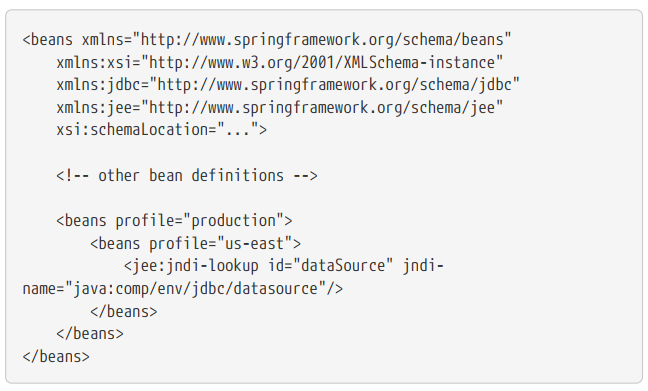 <beans xmlns="http://www.springframework.org/schema/beans"
    xmlns:xsi="http://www.w3.org/2001/XMLSchema-instance"
    xmlns:jdbc="http://www.springframework.org/schema/jdbc"
    xmlns:jee="http://www.springframework.org/schema/jee"
    xsi:schemaLocation="...">

    <!-- other bean definitions -->

    <beans profile="production">
        <beans profile="us-east">
            <jee:jndi-lookup id="dataSource" jndi-
name="java:comp/env/jdbc/datasource"/>
        </beans>
    </beans>
</beans>